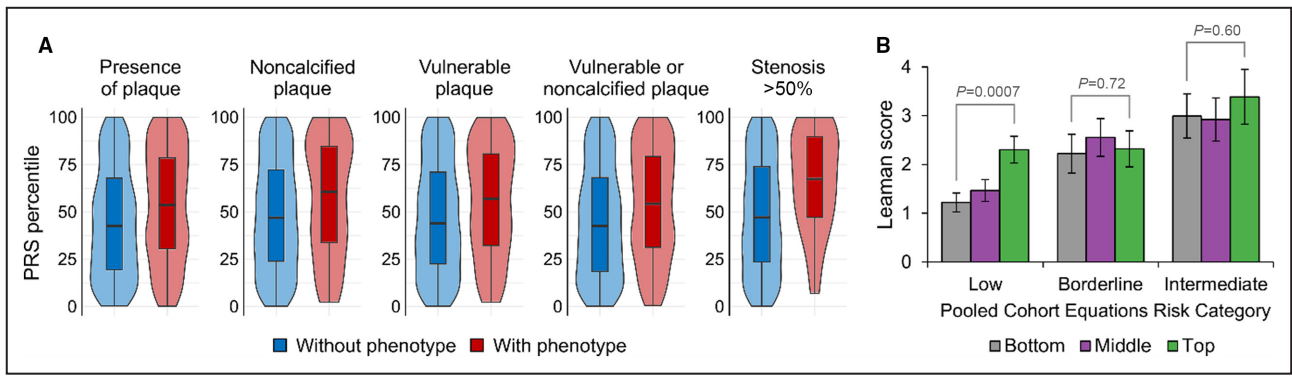 A
Presence
of plaque
Noncalcified
plaque
Vulnerable
plaque
Vulnerable or
noncalcified plaque
Stenosis
>50%
PRS percentile
100
75
50
25
0
100
75
50
25
0
100
75
50
25
0
100
75
50
25
0
100
75
50
25
0
Without phenotype
With phenotype
B
P=0.0007
P=0.72
P=0.60
Leaman score
4
3
2
1
0
Low
Borderline
Intermediate
Pooled Cohort Equations Risk Category
Bottom
Middle
Top